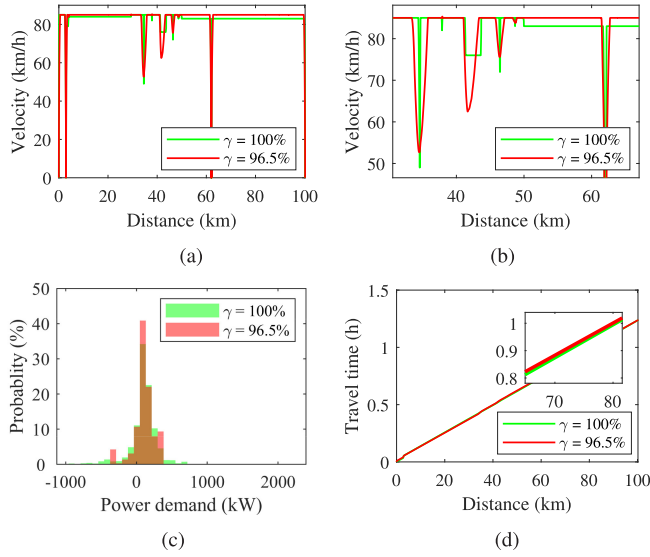 80
60
40
20
0
Velocity (km/h)
γ = 100%
γ = 96.5%
0 20 40 60 80 100
Distance (km)
(a)
80
70
60
50
Velocity (km/h)
γ = 100%
γ = 96.5%
40 50 60
Distance (km)
(b)
50
40
30
20
10
0
Probablity (%)
γ = 100%
γ = 96.5%
-1000 0 1000 2000
Power demand (kW)
(c)
1.5
1
0.5
0
Travel time (h)
1
0.9
0.8
70 80
γ = 100%
γ = 96.5%
0 20 40 60 80 100
Distance (km)
(d)